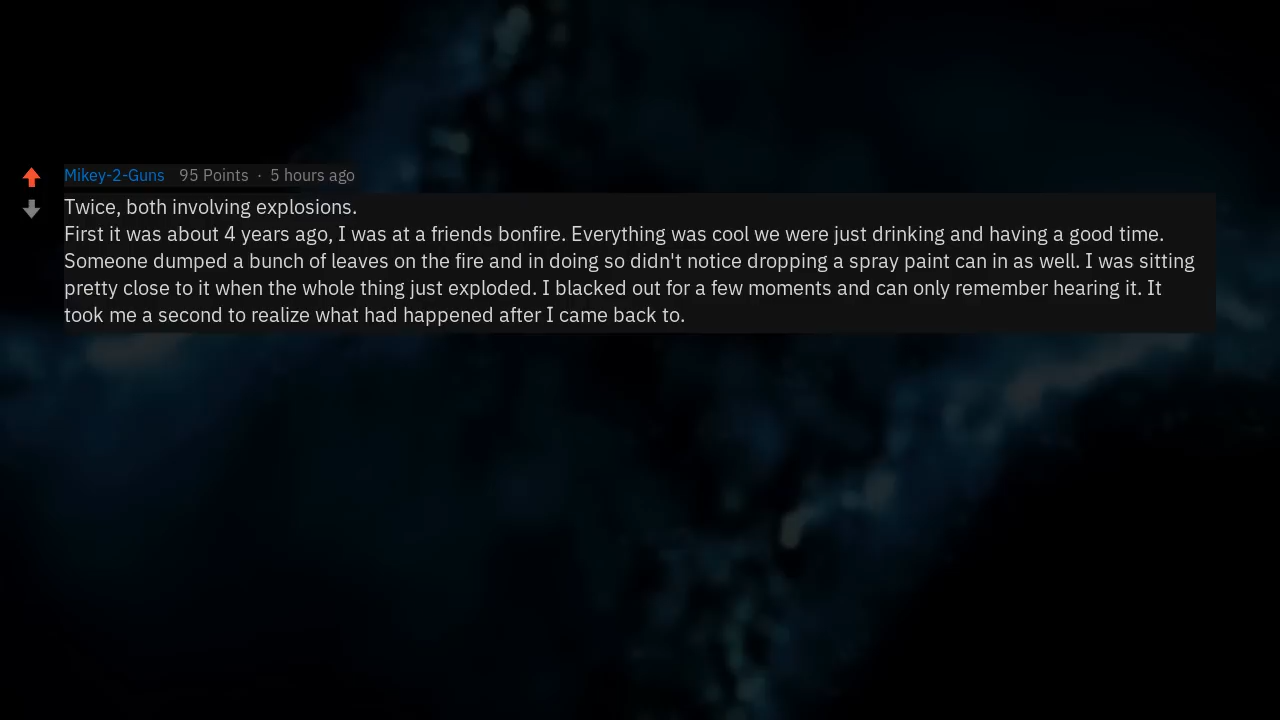 Mikey-2-Guns 95 Points · 5 hours ago
Twice, both involving explosions.
First it was about 4 years ago, I was at a friends bonfire. Everything was cool we were just drinking and having a good time.
Someone dumped a bunch of leaves on the fire and in doing so didn't notice dropping a spray paint can in as well. I was sitting
pretty close to it when the whole thing just exploded. I blacked out for a few moments and can only remember hearing it. It
took me a second to realize what had happened after I came back to.